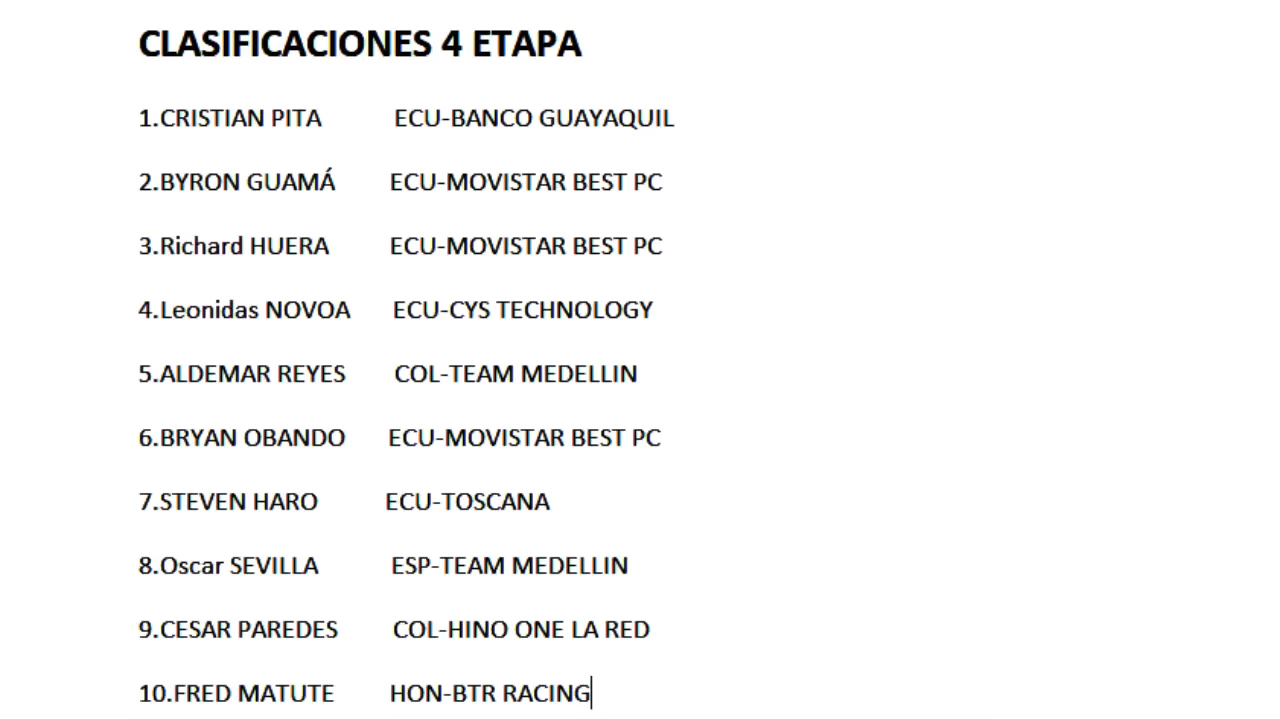 CLASIFICACIONES 4 ETAPA
1.CRISTIAN PITA ECU-BANCO GUAYAQUIL
2.BYRON GUAMÁ ECU-MOVISTAR BEST PC
3.Richard HUERA ECU-MOVISTAR BEST PC
4.Leonidas NOVOA ECU-CYS TECHNOLOGY
5.ALDEMAR REYES COL-TEAM MEDELLIN
6.BRYAN OBANDO ECU-MOVISTAR BEST PC
7.STEVEN HARO ECU-TOSCANA
8.Oscar SEVILLA ESP-TEAM MEDELLIN
9.CESAR PAREDES COL-HINO ONE LA RED
10.FRED MATUTE HON-BTR RACING